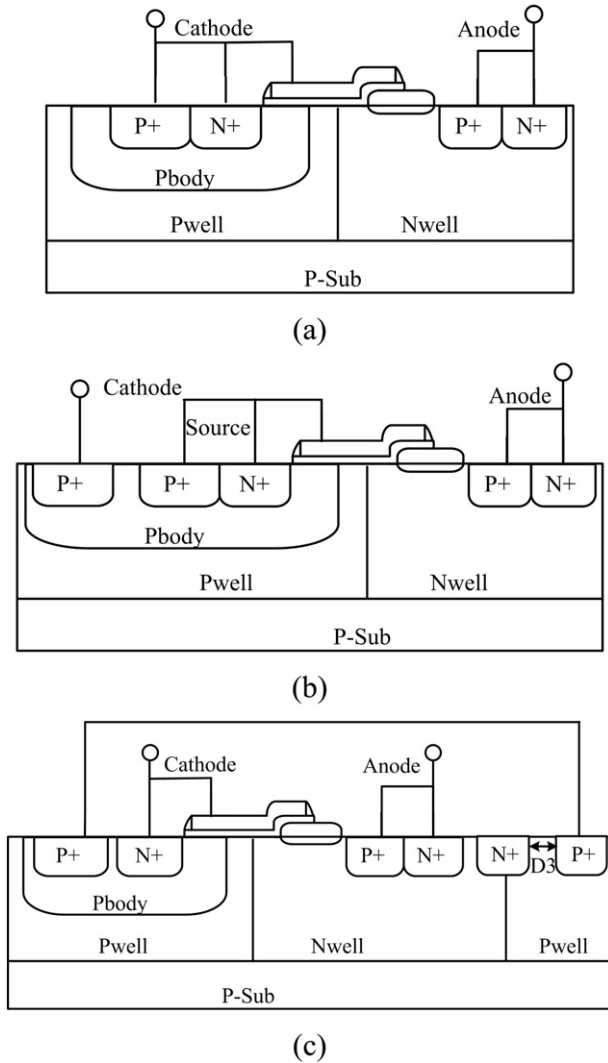 Cathode Anode
P+ N+ P+ N+
Pbody
Pwell Nwell
P-Sub
(a)
Cathode Anode
Source
P+ P+ N+ P+ N+
Pbody
Pwell Nwell
P-Sub
(b)
Cathode Anode
P+ N+ P+ N+ N+ D3 P+
Pbody
Pwell Nwell Pwell
P-Sub
(c)